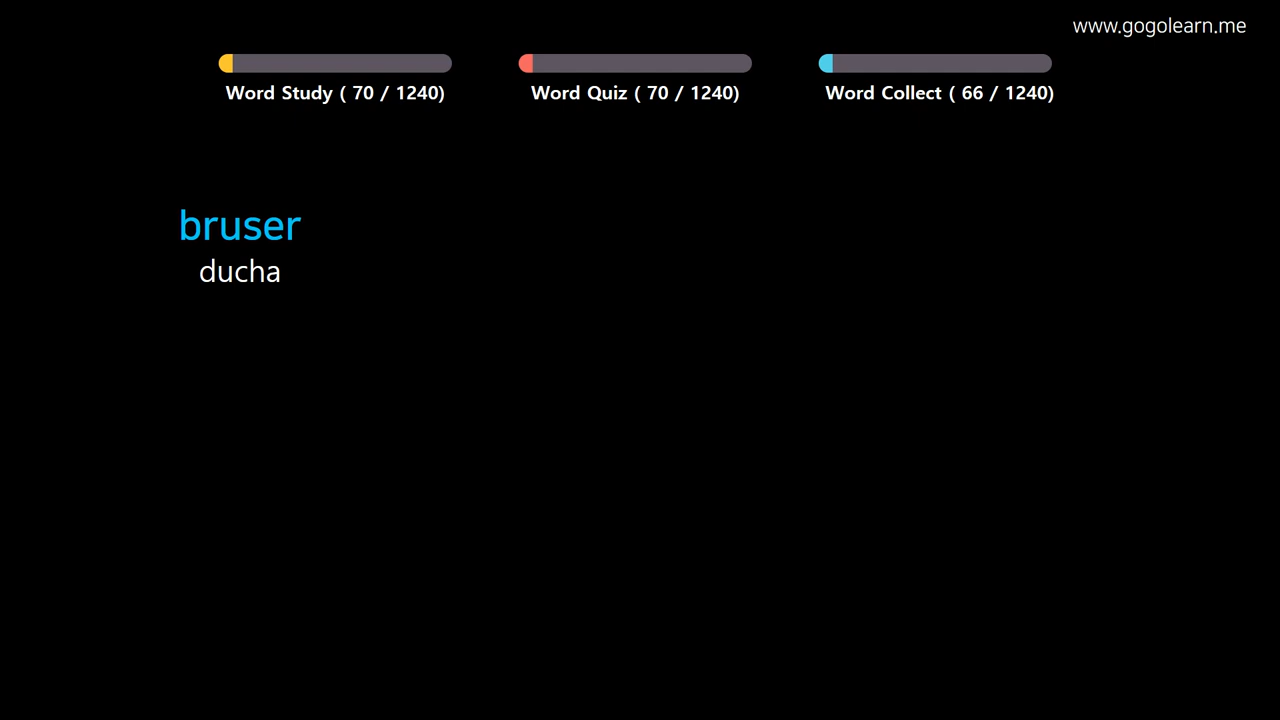 www.gogolearn.me
Word Study ( 70 / 1240)
Word Quiz ( 70 / 1240)
Word Collect ( 66 / 1240)
bruser
ducha